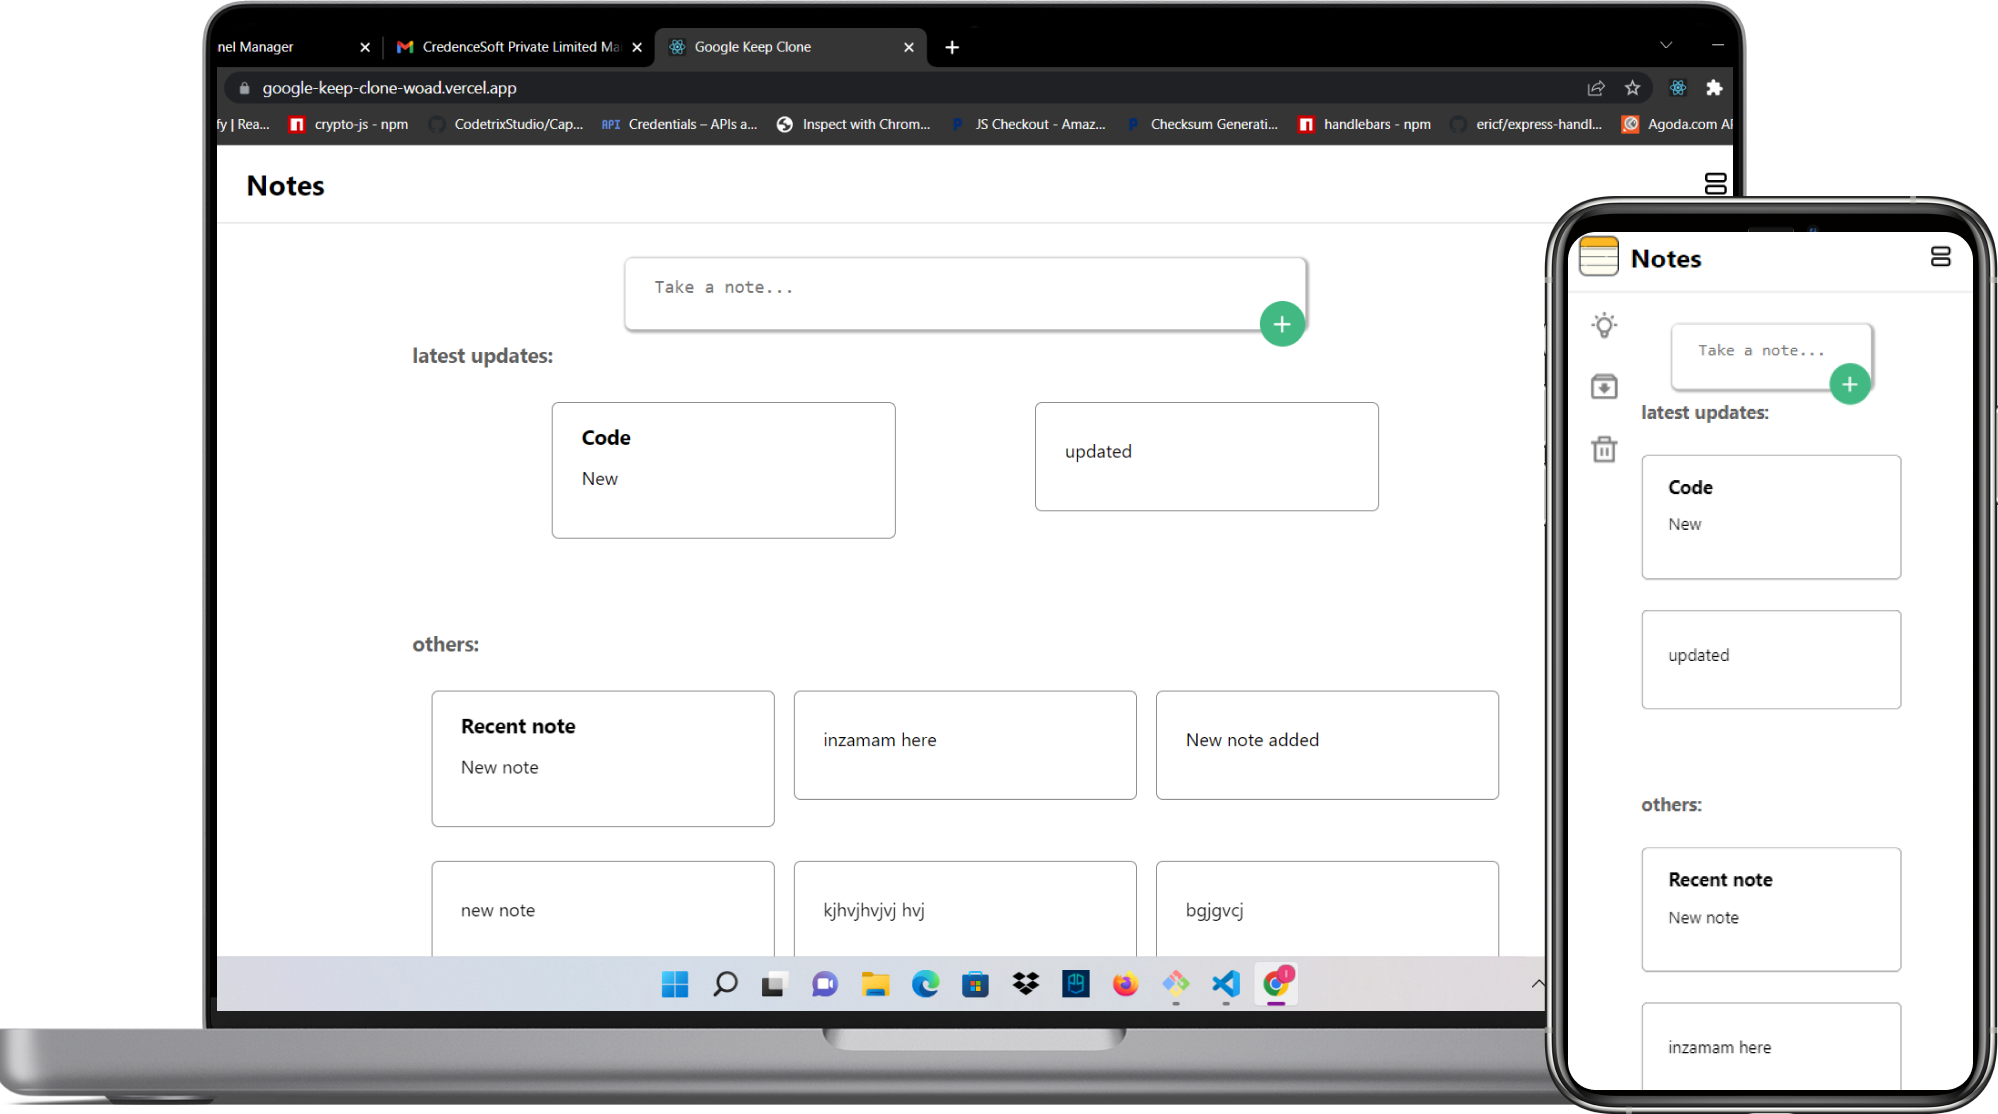 nel Manager
CredenceSoft Private Limited Ma
Google Keep Clone
google-keep-clone-woad.vercel.app
fy | Rea...
crypto-js - npm
CodetrixStudio/Cap...
API Credentials – APIs a...
Inspect with Chrom...
JS Checkout - Amaz...
Checksum Generati...
handlebars - npm
ericf/express-handl...
Agoda.com AF
Notes
Take a note...
latest updates:
Code
New
updated
others:
Recent note
New note
inzamam here
New note added
new note
kjhvjhvjvj hvj
bgjgvcj
Notes
Take a note...
latest updates:
Code
New
updated
others:
Recent note
New note
inzamam here